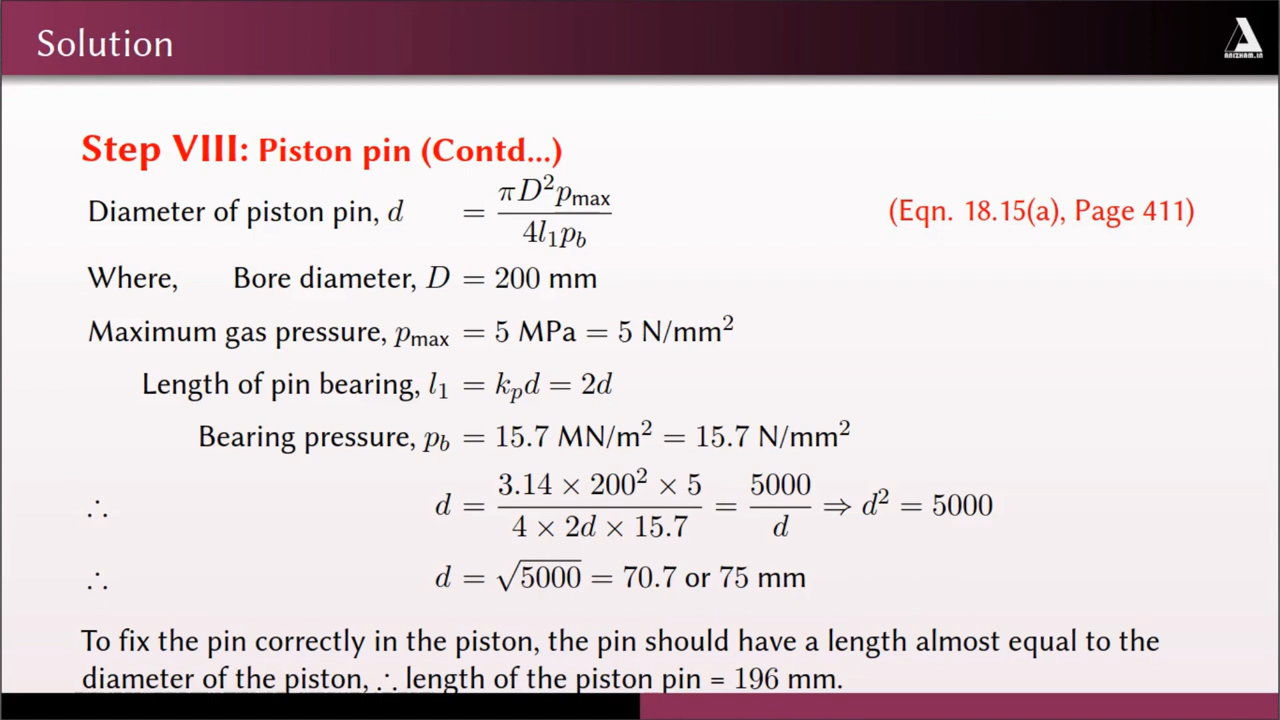 Solution
ARIZHAM.IN
Step VIII: Piston pin (Contd...)
Diameter of piston pin, d = πD²p_max / 4l₁p_b (Eqn. 18.15(a), Page 411)
Where, Bore diameter, D = 200 mm
Maximum gas pressure, p_max = 5 MPa = 5 N/mm²
Length of pin bearing, l₁ = k_p d = 2d
Bearing pressure, p_b = 15.7 MN/m² = 15.7 N/mm²
∴ d = 3.14 × 200² × 5 / 4 × 2d × 15.7 = 5000 / d ⇒ d² = 5000
∴ d = √5000 = 70.7 or 75 mm
To fix the pin correctly in the piston, the pin should have a length almost equal to the
diameter of the piston, ∴ length of the piston pin = 196 mm.